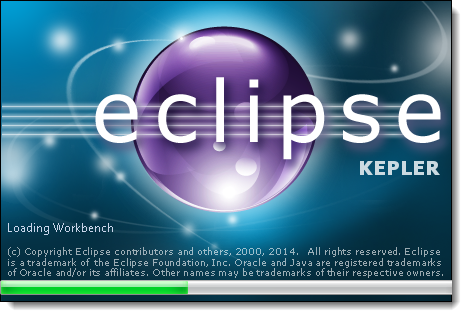 eclipse
KEPLER
Loading Workbench
(c) Copyright Eclipse contributors and others, 2000, 2014.  All rights reserved. Eclipse
is a trademark of the Eclipse Foundation, Inc. Oracle and Java are registered trademarks
of Oracle and/or its affiliates. Other names may be trademarks of their respective owners.